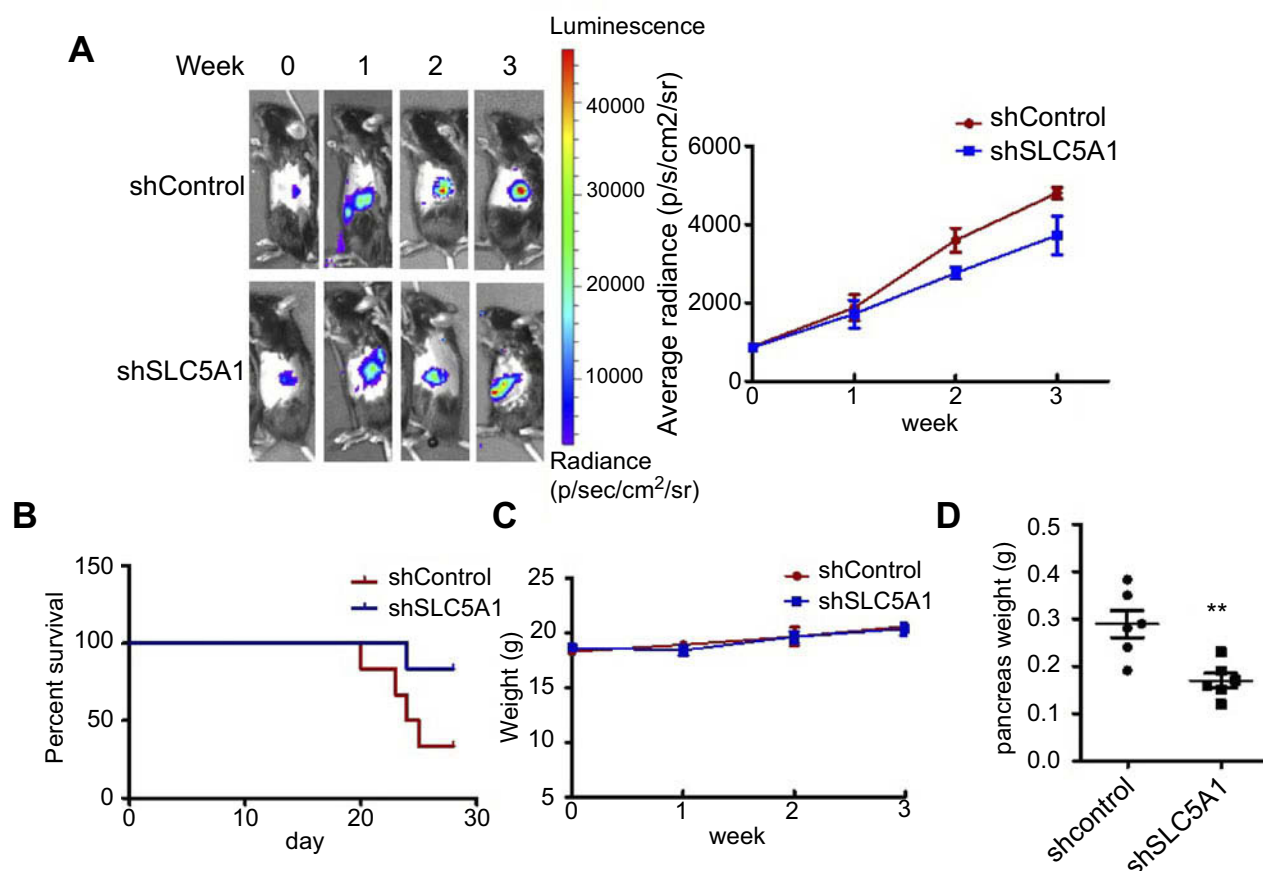 A
Week 0 1 2 3
shControl
shSLC5A1
Luminescence
40000
30000
20000
10000
Radiance
(p/sec/cm2/sr)
Average radiance (p/s/cm2/sr)
6000
4000
2000
0
0 1 2 3
week
shControl
shSLC5A1
B
Percent survival
150
100
50
0
0 10 20 30
day
shControl
shSLC5A1
C
Weight (g)
25
20
15
10
5
0 1 2 3
week
shControl
shSLC5A1
D
pancreas weight (g)
0.5
0.4
0.3
0.2
0.1
0.0
**
shcontrol
shSLC5A1